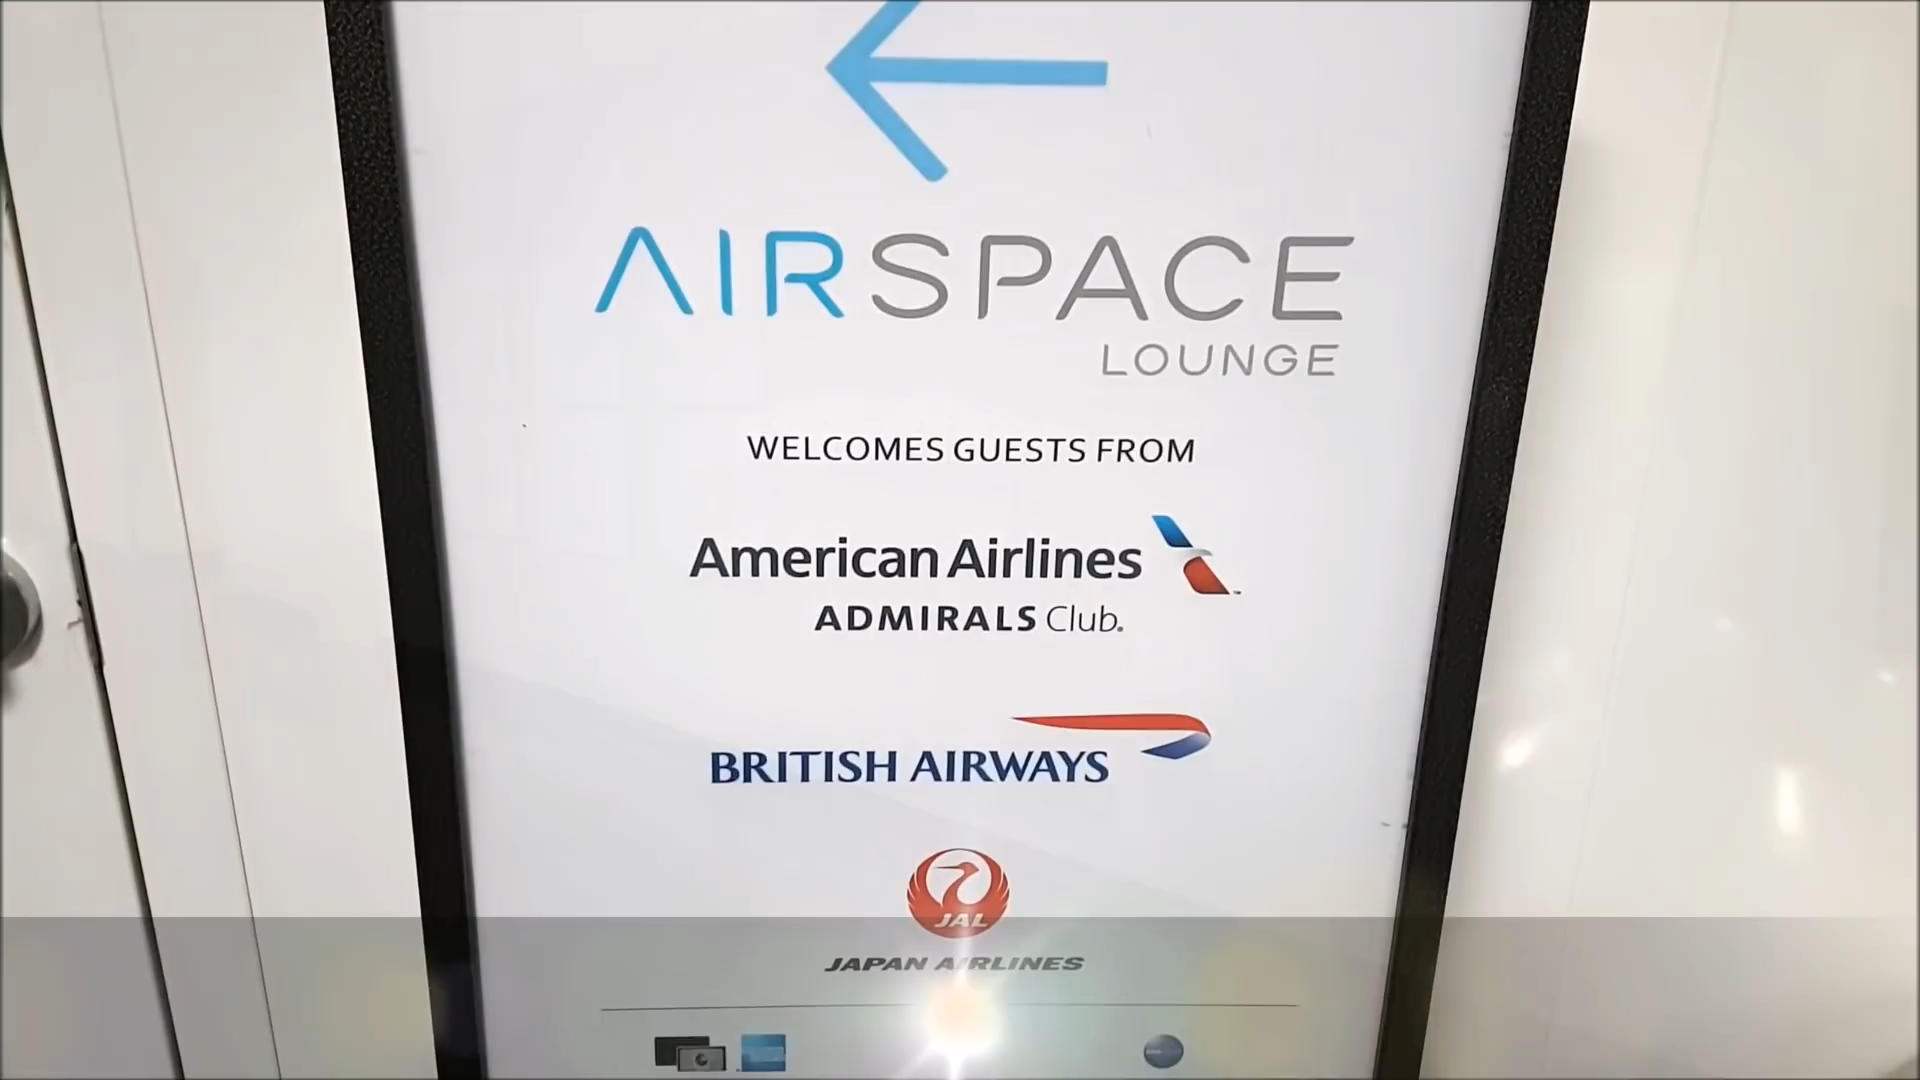 AIRSPACE
LOUNGE
WELCOMES GUESTS FROM
American Airlines
ADMIRALS Club.
BRITISH AIRWAYS
JAL
JAPAN AIRLINES